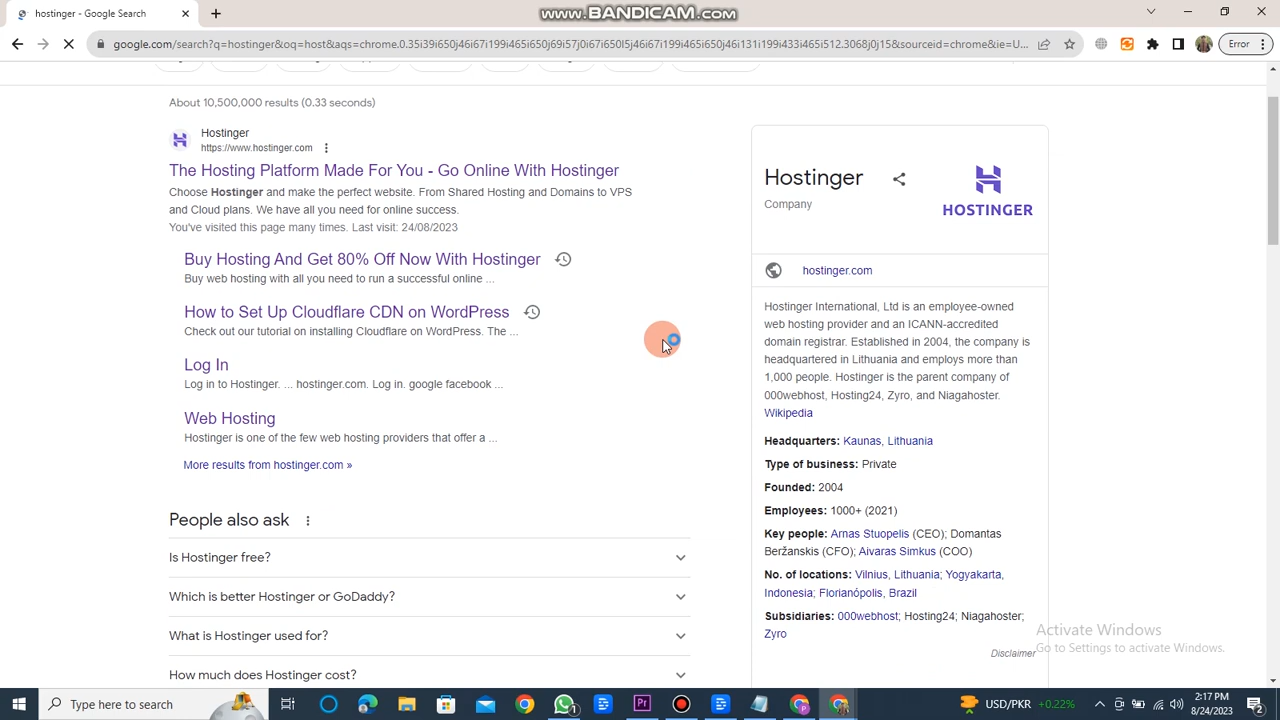 hostinger - Google Search
www.BANDICAM.com
Error
About 10,500,000 results (0.33 seconds)
Hostinger
https://www.hostinger.com
The Hosting Platform Made For You - Go Online With Hostinger
Choose Hostinger and make the perfect website. From Shared Hosting and Domains to VPS
and Cloud plans. We have all you need for online success.
You've visited this page many times. Last visit: 24/08/2023
Buy Hosting And Get 80% Off Now With Hostinger
Buy web hosting with all you need to run a successful online ...
How to Set Up Cloudflare CDN on WordPress
Check out our tutorial on installing Cloudflare on WordPress. The ...
Log In
Log in to Hostinger. ... hostinger.com. Log in. google facebook ...
Web Hosting
Hostinger is one of the few web hosting providers that offer a ...
More results from hostinger.com »
People also ask
Is Hostinger free?
Which is better Hostinger or GoDaddy?
What is Hostinger used for?
How much does Hostinger cost?
Hostinger
Company
HOSTINGER
hostinger.com
Hostinger International, Ltd is an employee-owned
web hosting provider and an ICANN-accredited
domain registrar. Established in 2004, the company is
headquartered in Lithuania and employs more than
1,000 people. Hostinger is the parent company of
000webhost, Hosting24, Zyro, and Niagahoster.
Wikipedia
Headquarters: Kaunas, Lithuania
Type of business: Private
Founded: 2004
Employees: 1000+ (2021)
Key people: Arnas Stuopelis (CEO); Domantas
Beržanskis (CFO); Aivaras Simkus (COO)
No. of locations: Vilnius, Lithuania; Yogyakarta,
Indonesia; Florianópolis, Brazil
Subsidiaries: 000webhost; Hosting24; Niagahoster;
Zyro
Disclaimer
Activate Windows
Go to Settings to activate Windows.
Type here to search
USD/PKR +0.22%
2:17 PM
8/24/2023